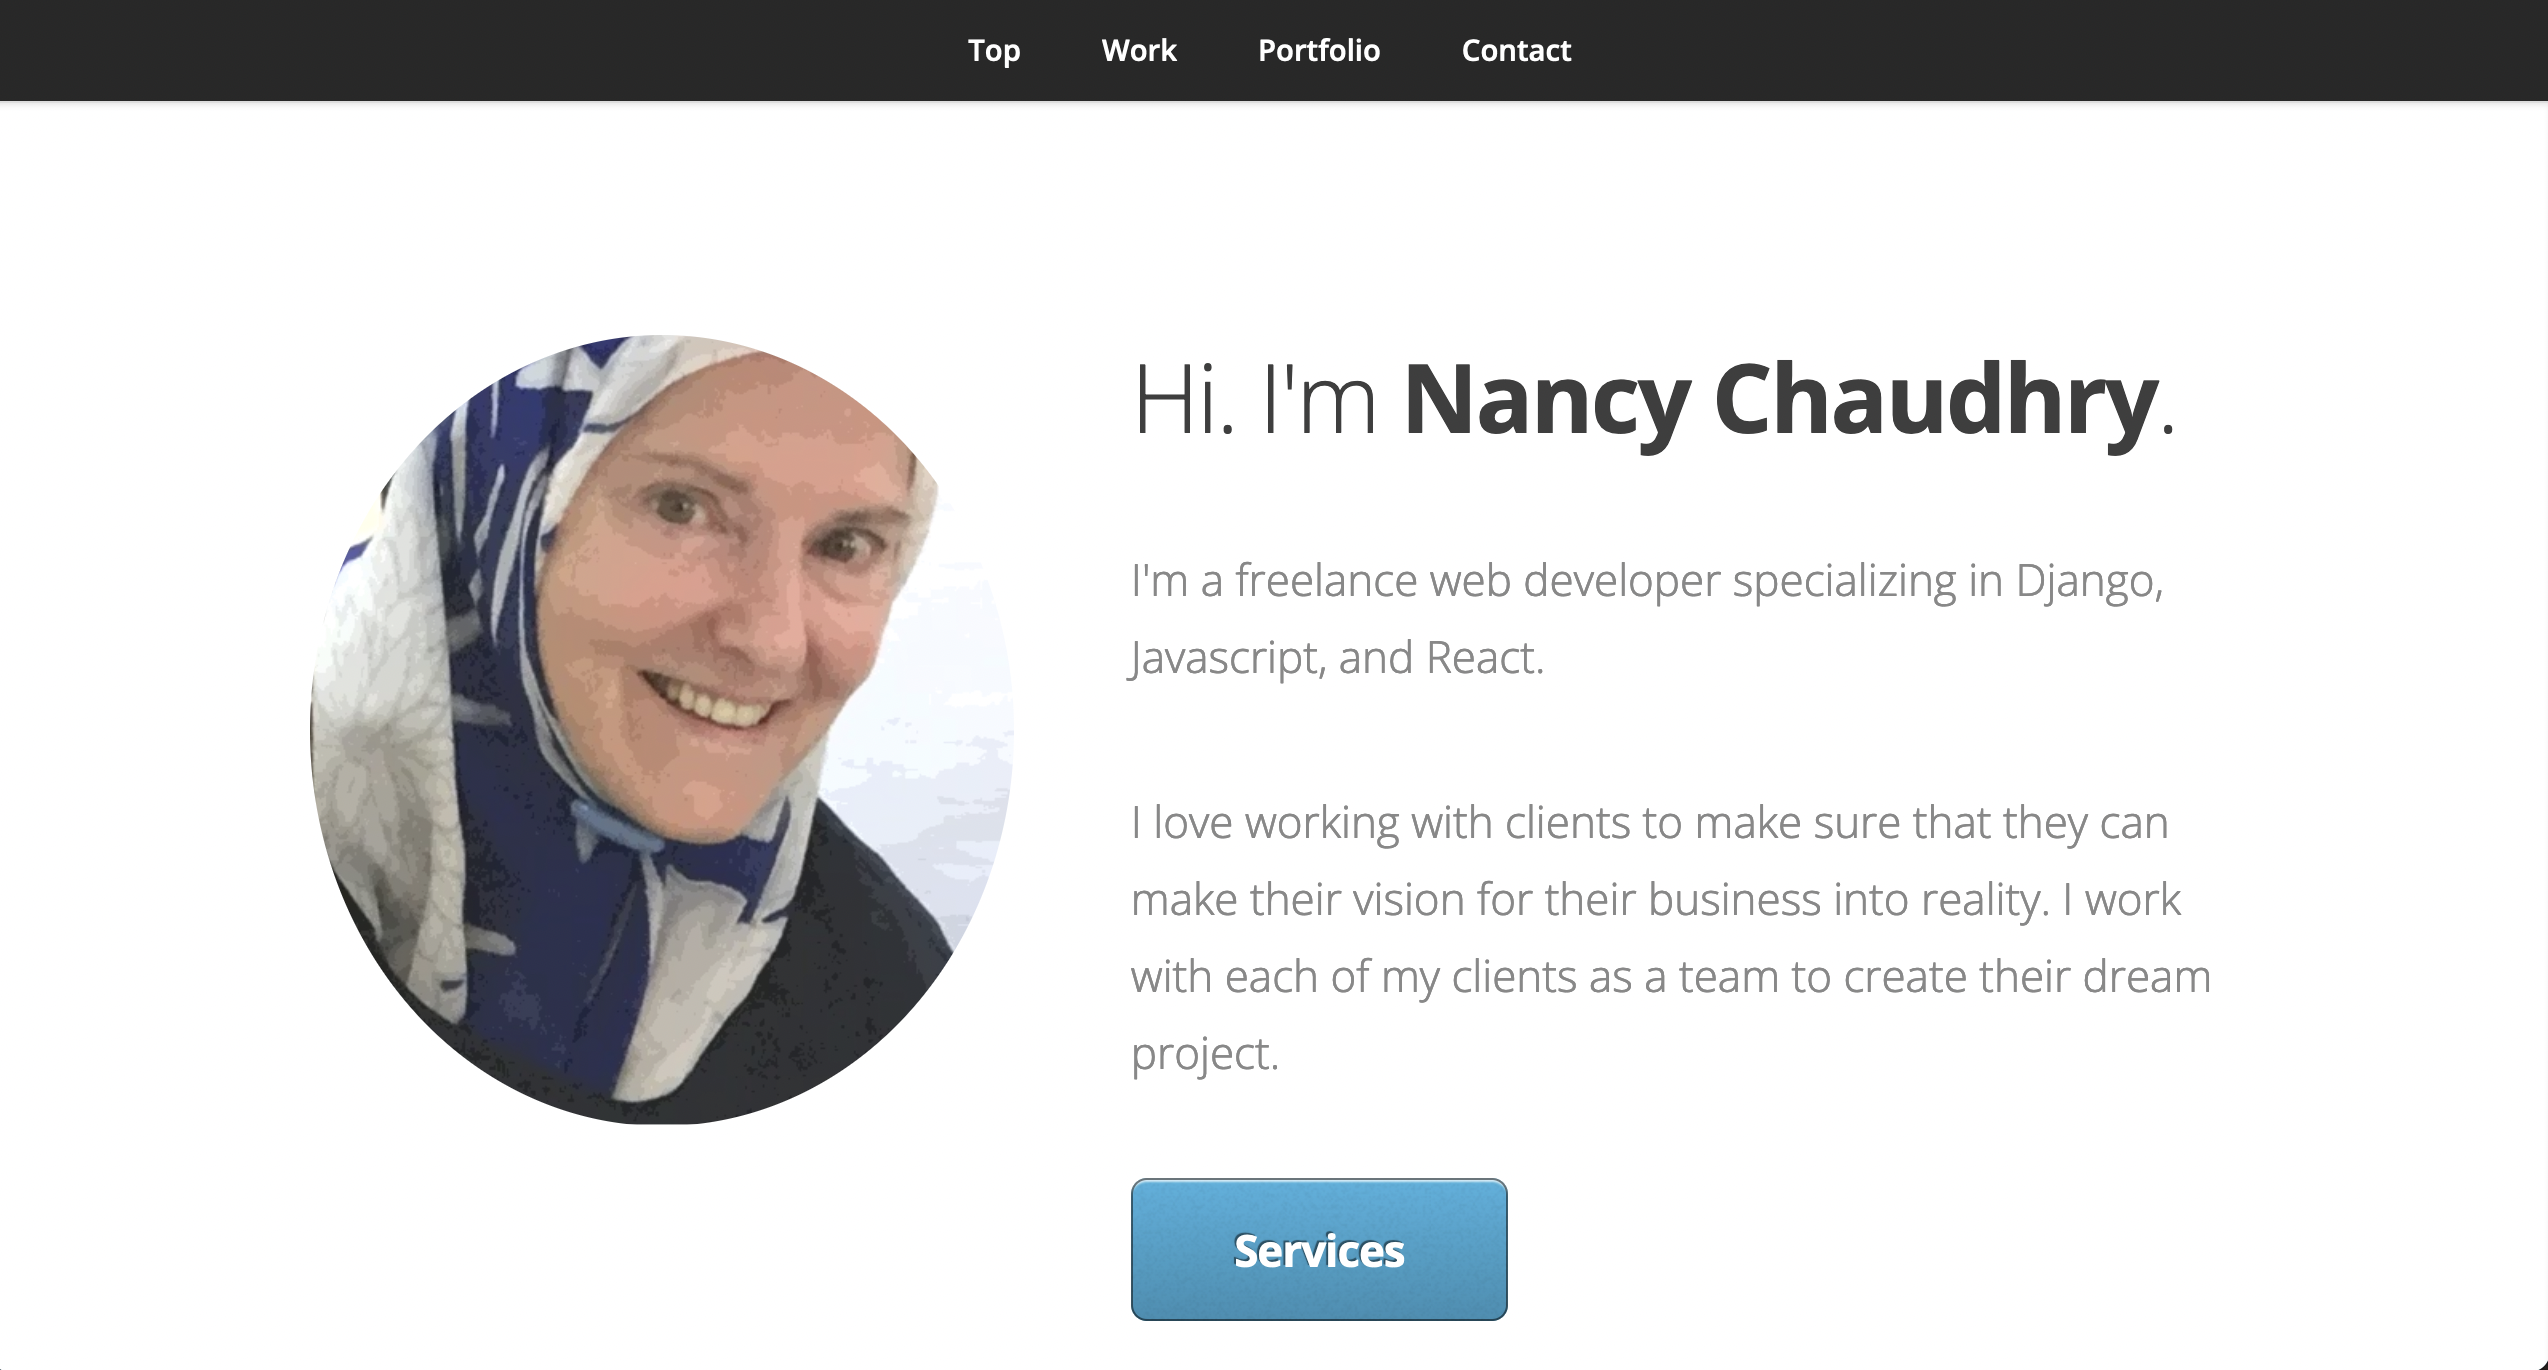 Top Work Portfolio Contact
Hi. I'm Nancy Chaudhry.
I'm a freelance web developer specializing in Django,
Javascript, and React.
I love working with clients to make sure that they can
make their vision for their business into reality. I work
with each of my clients as a team to create their dream
project.
Services